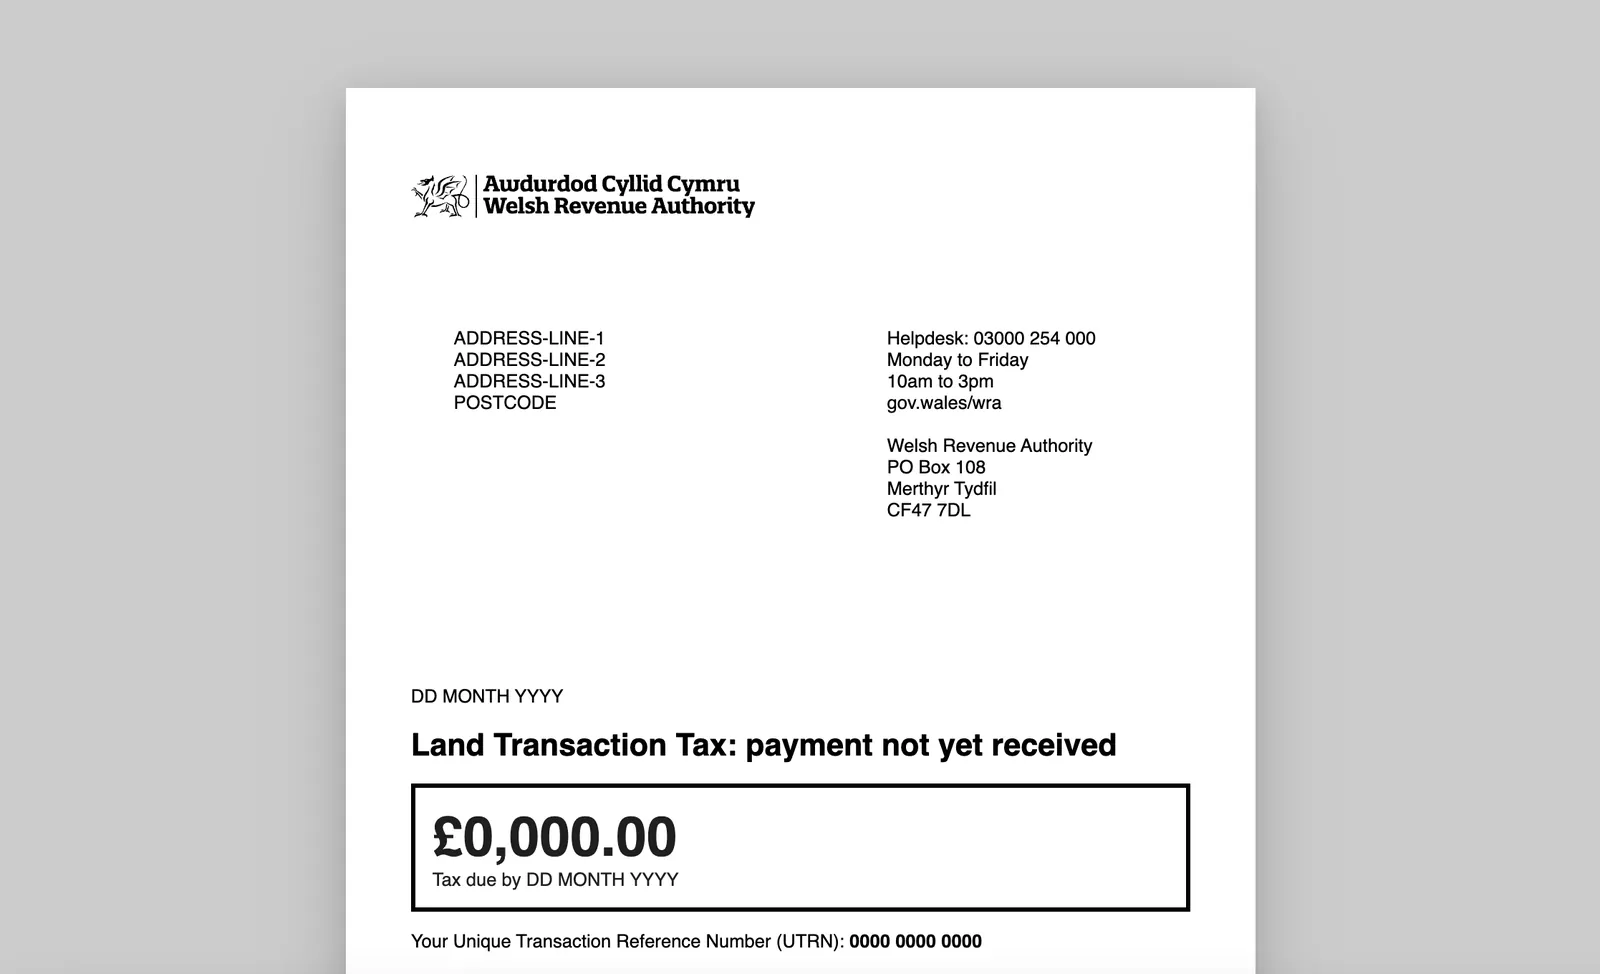 Awdurdod Cyllid Cymru
Welsh Revenue Authority
ADDRESS-LINE-1
ADDRESS-LINE-2
ADDRESS-LINE-3
POSTCODE
Helpdesk: 03000 254 000
Monday to Friday
10am to 3pm
gov.wales/wra
Welsh Revenue Authority
PO Box 108
Merthyr Tydfil
CF47 7DL
DD MONTH YYYY
Land Transaction Tax: payment not yet received
£0,000.00
Tax due by DD MONTH YYYY
Your Unique Transaction Reference Number (UTRN): 0000 0000 0000